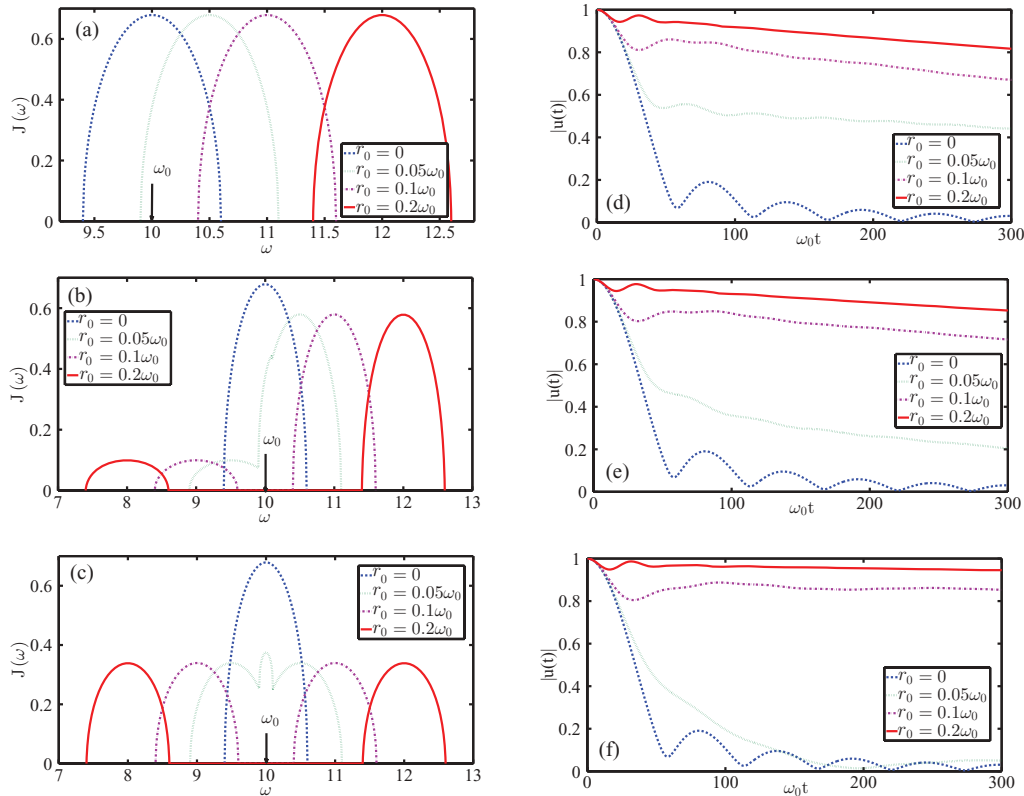 (a)
J(ω)
0.6
0.4
0.2
0
ω₀
r₀ = 0
r₀ = 0.05ω₀
r₀ = 0.1ω₀
r₀ = 0.2ω₀
9.5 10 10.5 11 11.5 12 12.5
ω
(d)
|u(t)|
1
0.8
0.6
0.4
0.2
0
r₀ = 0
r₀ = 0.05ω₀
r₀ = 0.1ω₀
r₀ = 0.2ω₀
0 100 200 300
ω₀t
(b)
J(ω)
0.6
0.4
0.2
0
r₀ = 0
r₀ = 0.05ω₀
r₀ = 0.1ω₀
r₀ = 0.2ω₀
ω₀
7 8 9 10 11 12 13
ω
(e)
|u(t)|
1
0.8
0.6
0.4
0.2
0
r₀ = 0
r₀ = 0.05ω₀
r₀ = 0.1ω₀
r₀ = 0.2ω₀
0 100 200 300
ω₀t
(c)
J(ω)
0.6
0.4
0.2
0
r₀ = 0
r₀ = 0.05ω₀
r₀ = 0.1ω₀
r₀ = 0.2ω₀
ω₀
7 8 9 10 11 12 13
ω
(f)
|u(t)|
1
0.8
0.6
0.4
0.2
0
r₀ = 0
r₀ = 0.05ω₀
r₀ = 0.1ω₀
r₀ = 0.2ω₀
0 100 200 300
ω₀t